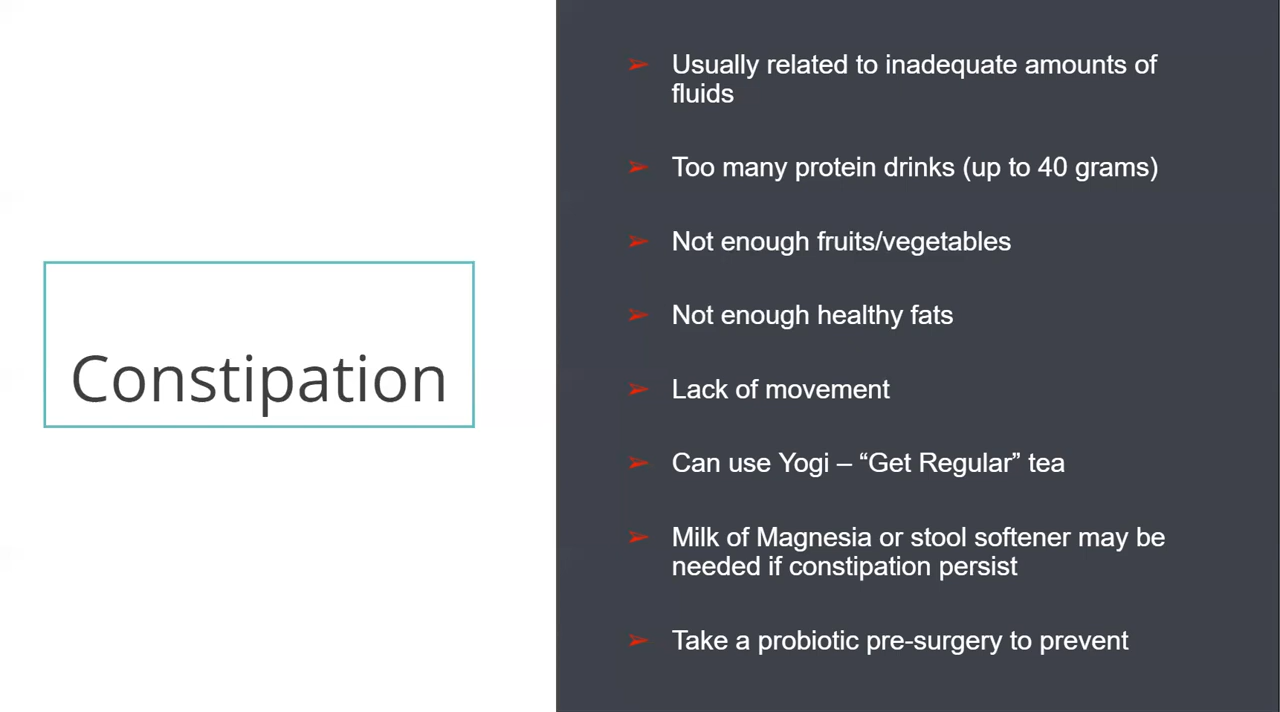 Constipation
➢ Usually related to inadequate amounts of
fluids
➢ Too many protein drinks (up to 40 grams)
➢ Not enough fruits/vegetables
➢ Not enough healthy fats
➢ Lack of movement
➢ Can use Yogi – “Get Regular” tea
➢ Milk of Magnesia or stool softener may be
needed if constipation persist
➢ Take a probiotic pre-surgery to prevent